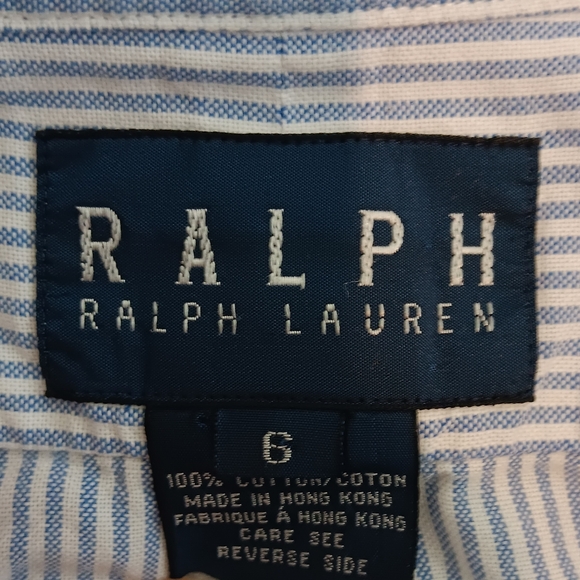 RALPH
RALPH LAUREN
6
100% COTTON/COTON
MADE IN HONG KONG
FABRIQUE Á HONG KONG
CARE SEE
REVERSE SIDE